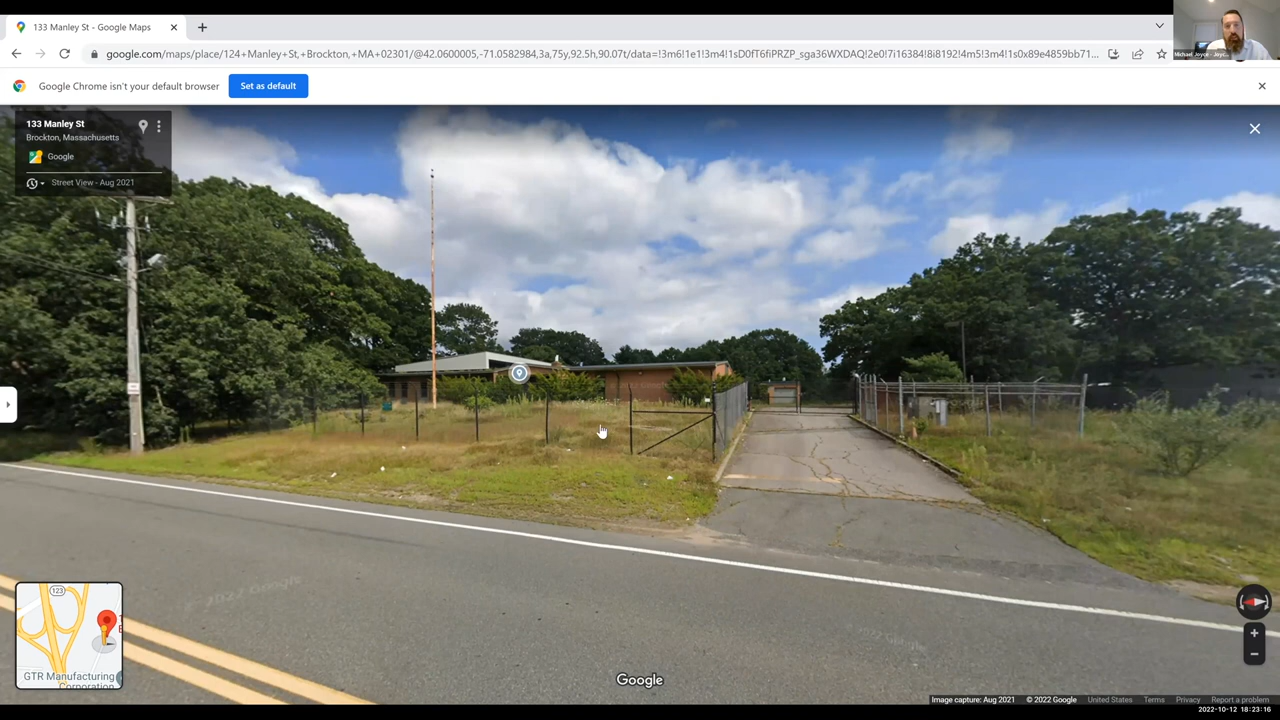 133 Manley St - Google Maps
google.com/maps/place/124+Manley+St,+Brockton,+MA+02301/@42.0600005,-71.0592984,3a,75y,92.5h,90.07t/data=!3m6!1e1!3m4!1sD0fT6fiPRZP_sga36WXDAQ!2e0!7i16384!8i8192!4m5!3m4!1s0x89e4859bb71...
Michael Joyce - Joyc...
Google Chrome isn't your default browser
Set as default
133 Manley St
Brockton, Massachusetts
Google
Street View - Aug 2021
123
GTR Manufacturing
Corporation
Google
Image capture: Aug 2021
© 2022 Google
United States
Terms
Privacy
Report a problem
2022-10-12 18:23:16